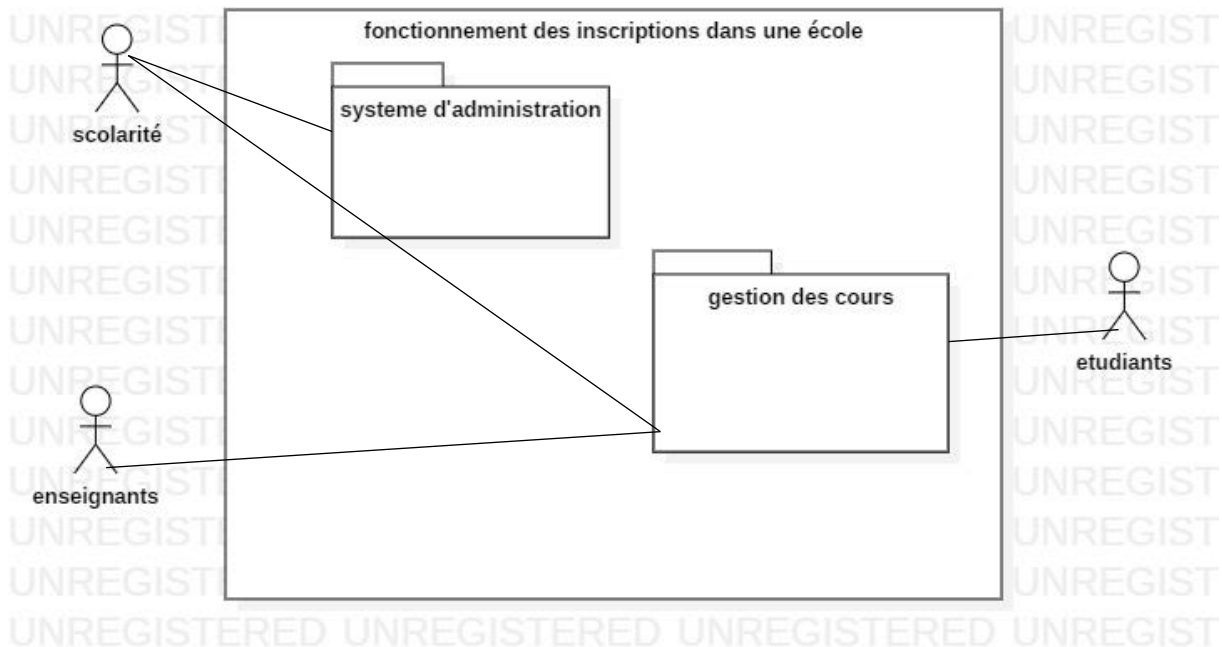 fonctionnement des inscriptions dans une école
systeme d'administration
scolarité
gestion des cours
etudiants
enseignants
UNREGISTERED UNREGISTERED UNREGISTERED UNREGIST